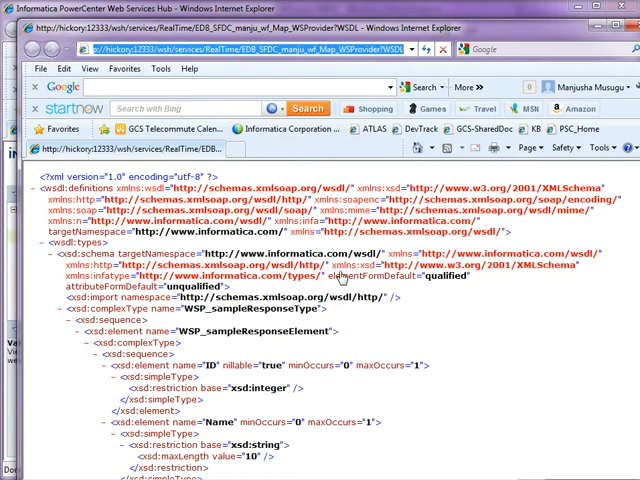 Informatica PowerCenter Web Services Hub - Windows Internet Explorer
http://hickory:12333/wsh/services/RealTime/EDB_SFDC_manju_wf_Map_WSProvider?WSDL - Windows Internet Explorer
p://hickory:12333/wsh/services/RealTime/EDB_SFDC_manju_wf_Map_WSProvider?WSDL Google
File Edit View Favorites Tools Help
x Google Search More >> Manjusha Musugu
x startnow Search with Bing Search Shopping Games Travel MSN Amazon
Favorites GCS Telecommute Calen... Informatica Corporation ... ATLAS DevTrack GCS-SharedDoc KB PSC_Home
http://hickory:12333/wsh/services/RealTime/EDB... Page Safety Tools
<?xml version="1.0" encoding="utf-8" ?>
- <wsdl:definitions xmlns:wsdl="http://schemas.xmlsoap.org/wsdl/" xmlns:xsd="http://www.w3.org/2001/XMLSchema"
xmlns:http="http://schemas.xmlsoap.org/wsdl/http/" xmlns:soapenc="http://schemas.xmlsoap.org/soap/encoding/"
xmlns:soap="http://schemas.xmlsoap.org/wsdl/soap/" xmlns:mime="http://schemas.xmlsoap.org/wsdl/mime/"
xmlns:n="http://www.informatica.com/wsdl/" xmlns:infa="http://www.informatica.com/"
targetNamespace="http://www.informatica.com/" xmlns="http://schemas.xmlsoap.org/wsdl/">
- <wsdl:types>
- <xsd:schema targetNamespace="http://www.informatica.com/wsdl/" xmlns="http://schemas.xmlsoap.org/wsdl/"
xmlns:http="http://schemas.xmlsoap.org/wsdl/http/" xmlns:xsd="http://www.w3.org/2001/XMLSchema"
xmlns:infatype="http://www.informatica.com/types/" elementFormDefault="qualified"
attributeFormDefault="unqualified">
<xsd:import namespace="http://schemas.xmlsoap.org/wsdl/http/" />
- <xsd:complexType name="WSP_sampleResponseType">
- <xsd:sequence>
- <xsd:element name="WSP_sampleResponseElement">
- <xsd:complexType>
- <xsd:sequence>
- <xsd:element name="ID" nillable="true" minOccurs="0" maxOccurs="1">
- <xsd:simpleType>
<xsd:restriction base="xsd:integer" />
</xsd:simpleType>
</xsd:element>
- <xsd:element name="Name" minOccurs="0" maxOccurs="1">
- <xsd:simpleType>
- <xsd:restriction base="xsd:string">
<xsd:maxLength value="10" />
</xsd:restriction>